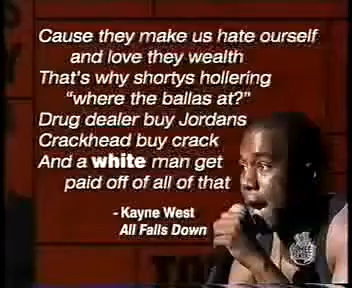 Cause they make us hate ourself
and love they wealth
That's why shortys hollering
"where the ballas at?"
Drug dealer buy Jordans
Crackhead buy crack
And a white man get
paid off of all of that
- Kayne West
All Falls Down